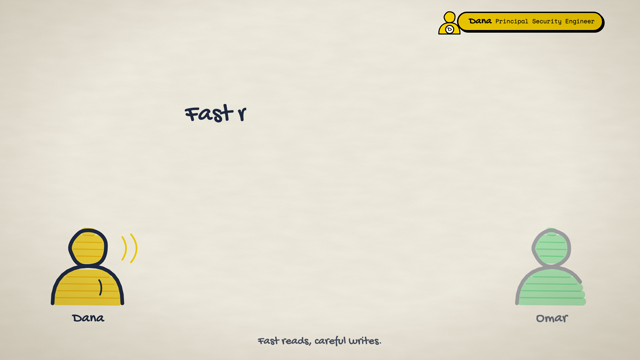 Dana Principal Security Engineer
Fast r
Dana
Omar
Fast reads, careful writes.